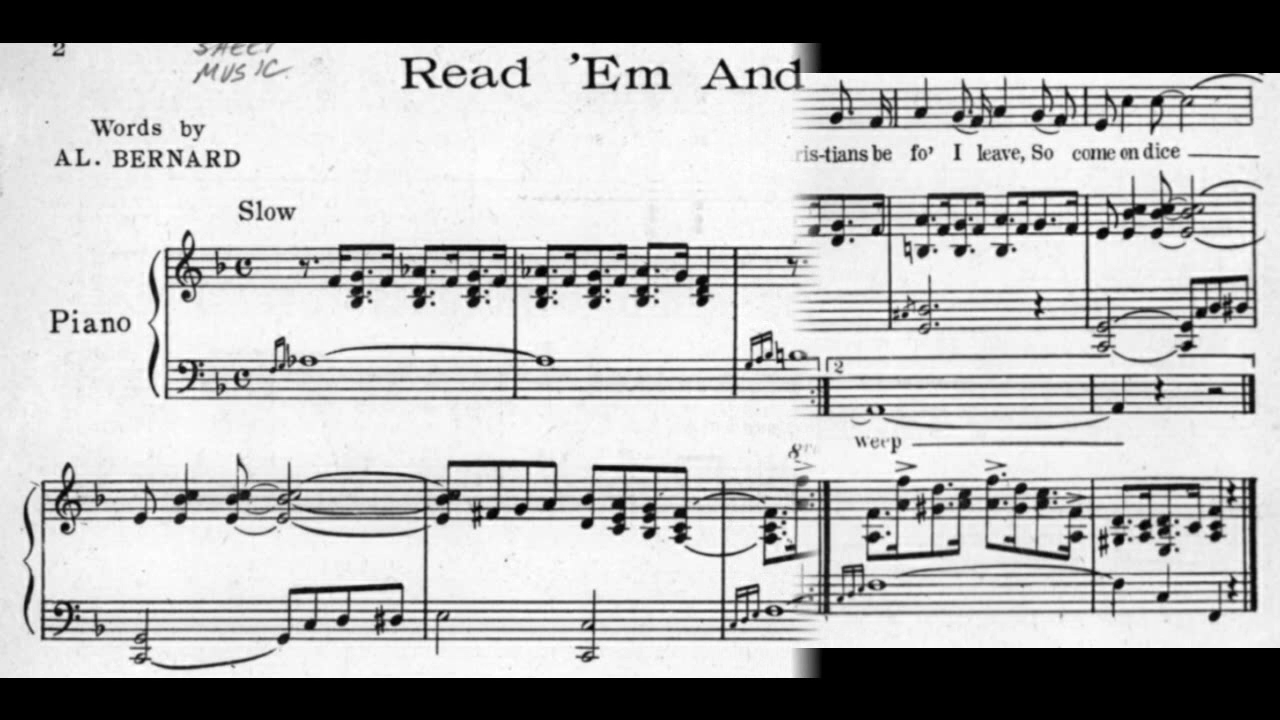 2
SHEET
MUSIC
Read 'Em And
Words by
AL. BERNARD
Slow
Piano
ris-tians be fo' I leave, So come on dice
2
weep
8